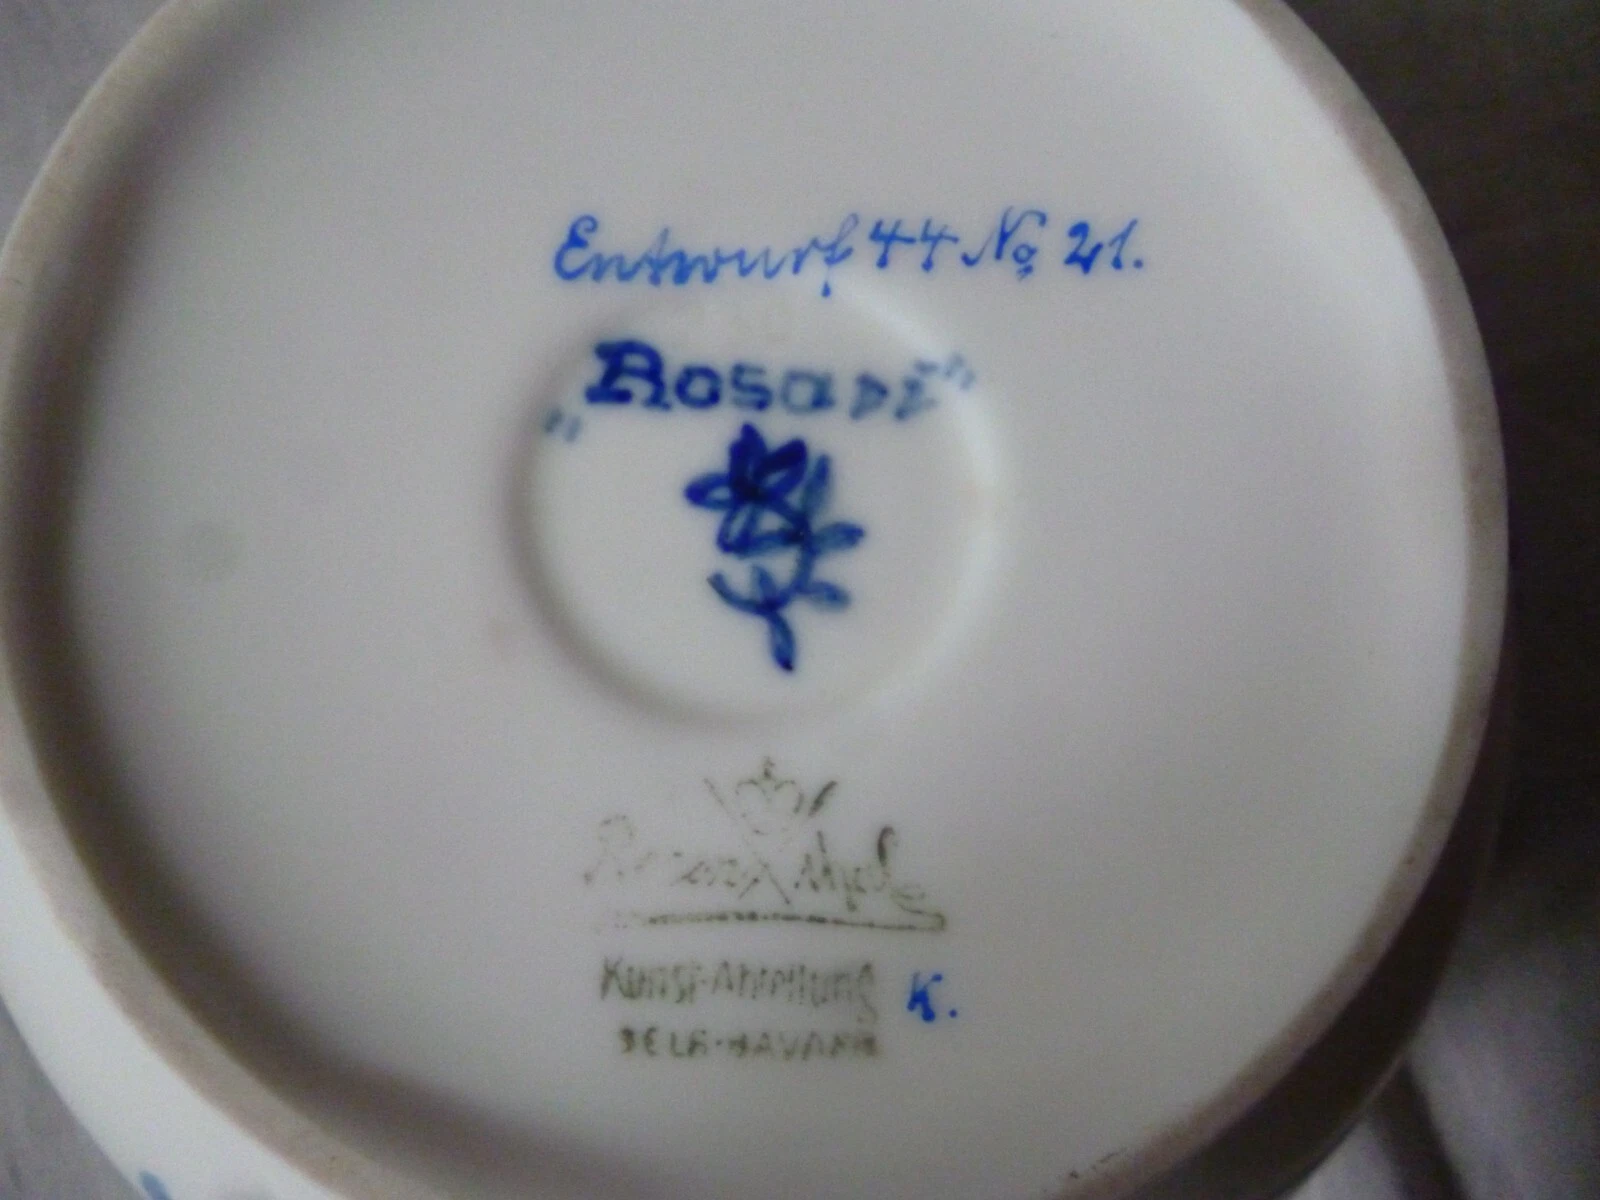 Entwurf 44 No 21.
„Rosari"
Rosenthal
Kunst-Abteilung K.
SELB-BAVARIA